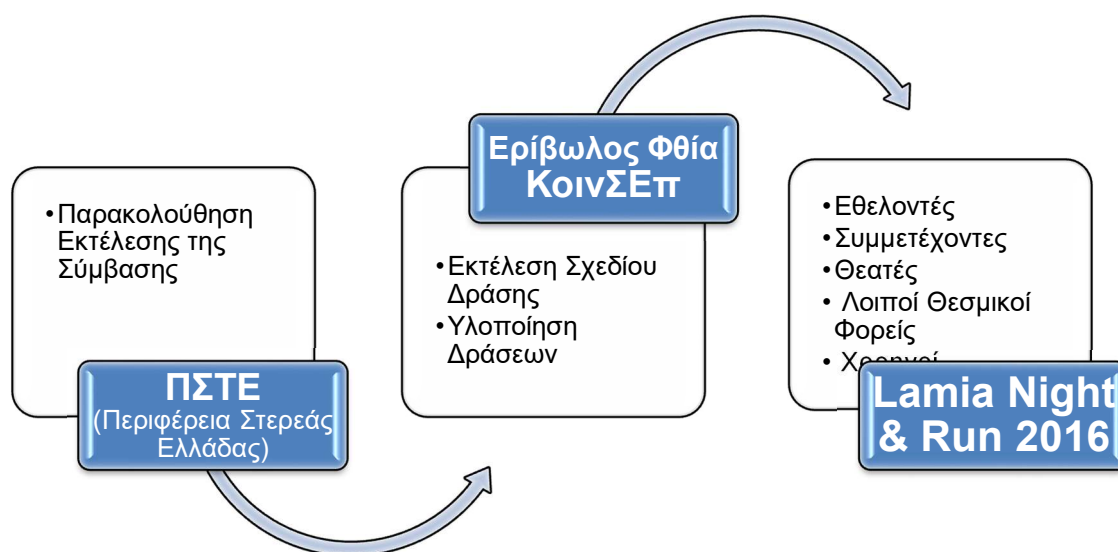 •Παρακολούθηση
Εκτέλεσης της
Σύμβασης
ΠΣΤΕ
(Περιφέρεια Στερεάς
Ελλάδας)
Ερίβωλος Φθία
ΚοινΣΕπ
•Εκτέλεση Σχεδίου
Δράσης
•Υλοποίηση
Δράσεων
•Εθελοντές
•Συμμετέχοντες
•Θεατές
• Λοιποί Θεσμικοί
Φορείς
• Χορηγοί
Lamia Night
& Run 2016